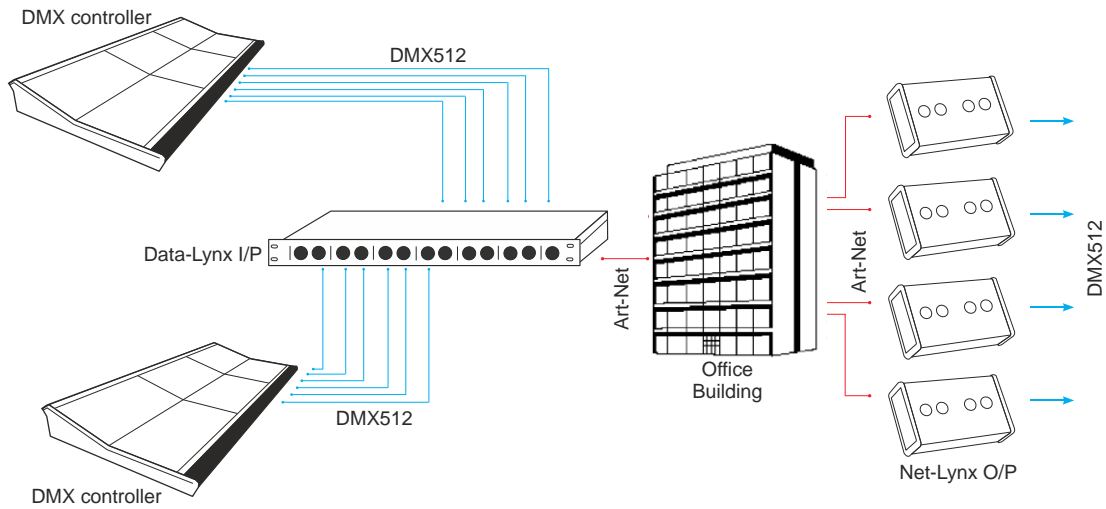 DMX controller
DMX512
Data-Lynx I/P
Art-Net
Art-Net
DMX512
Office
Building
DMX512
Net-Lynx O/P
DMX controller